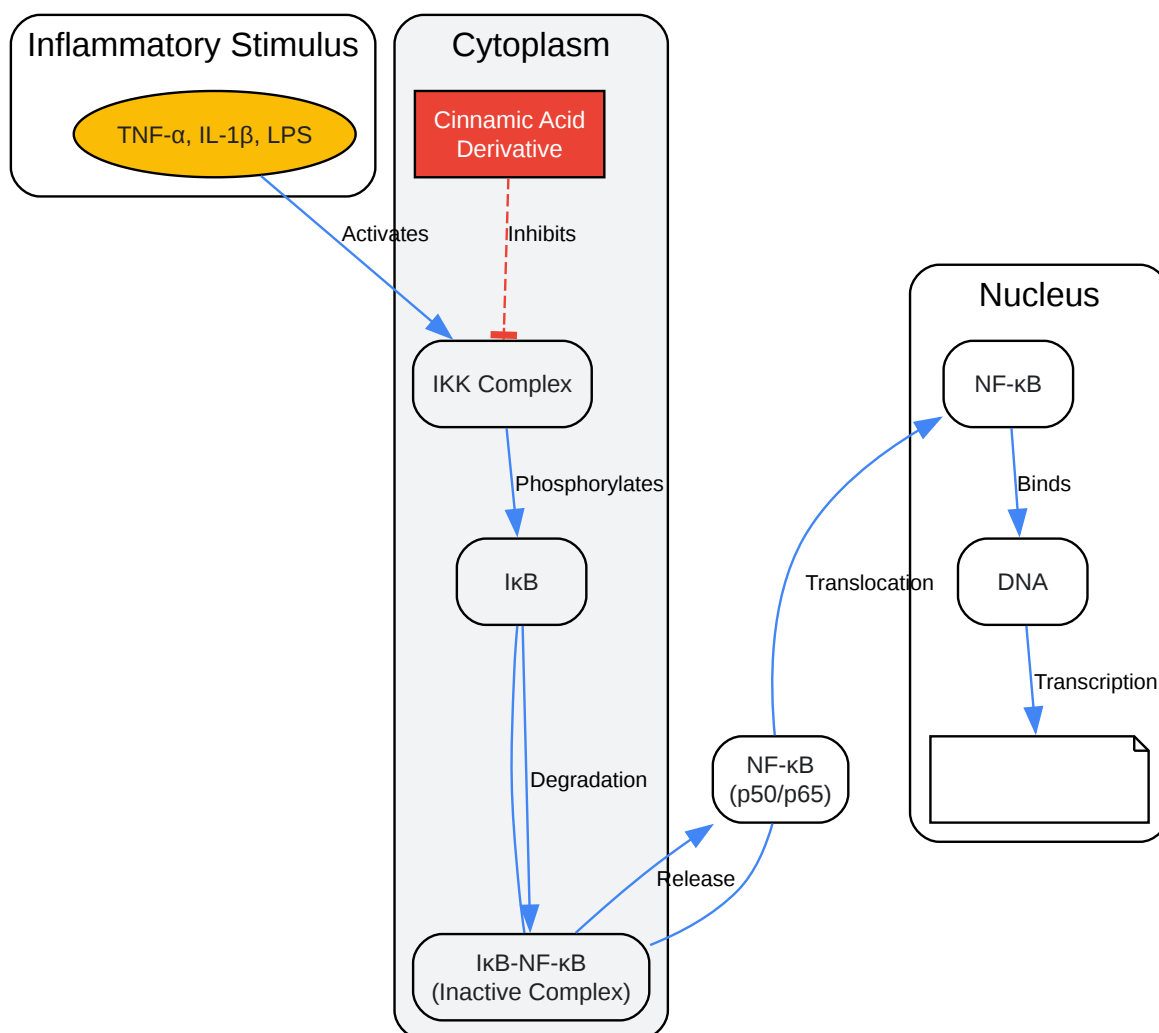 Inflammatory Stimulus
TNF-α, IL-1β, LPS
Activates
Cytoplasm
Cinnamic Acid
Derivative
Inhibits
IKK Complex
Phosphorylates
IκB
Degradation
IκB-NF-κB
(Inactive Complex)
Release
NF-κB
(p50/p65)
Translocation
Nucleus
NF-κB
Binds
DNA
Transcription